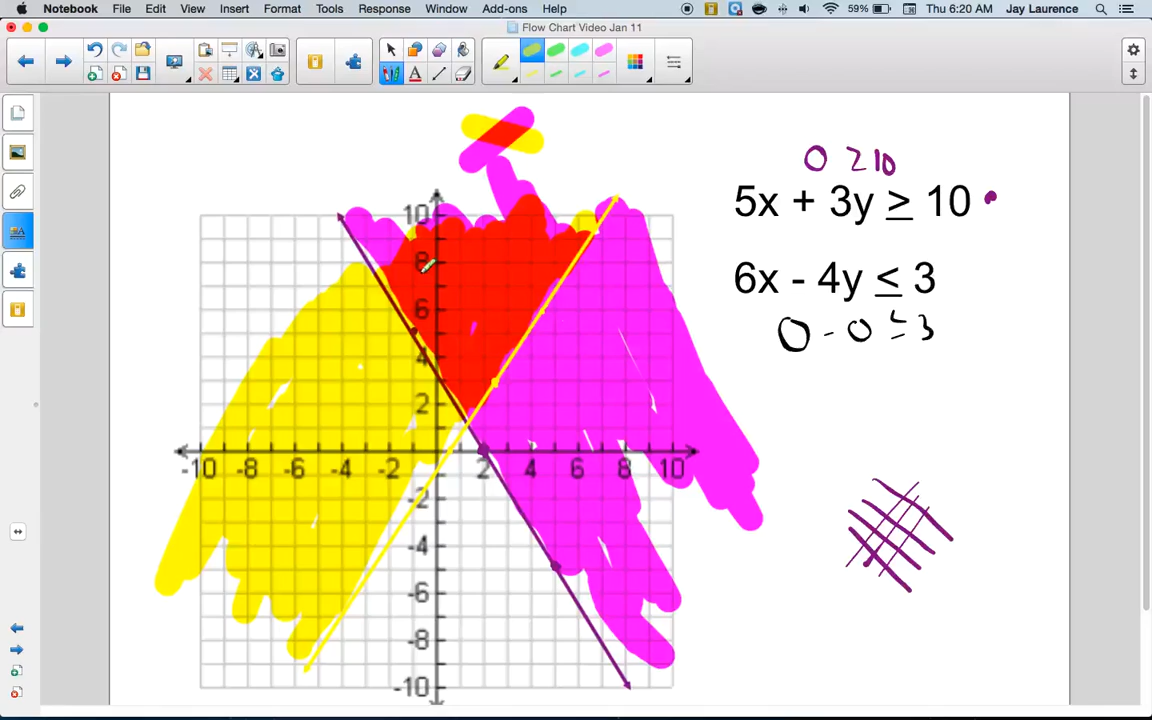 Notebook File Edit View Insert Format Tools Response Window Add-ons Help 59% Thu 6:20 AM Jay Laurence
Flow Chart Video Jan 11
0 ≥ 10
5x + 3y ≥ 10
6x - 4y ≤ 3
0 - 0 ≤ 3
10
8
6
4
2
-10 -8 -6 -4 -2 2 4 6 8 10
-2
-4
-6
-8
-10